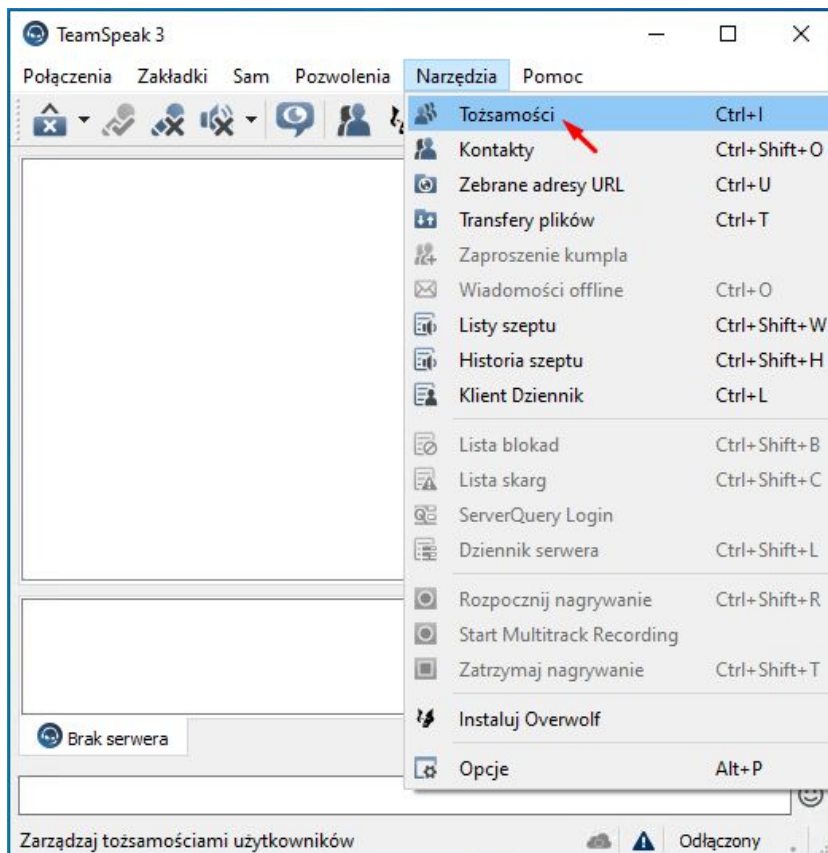 TeamSpeak 3
Połączenia Zakładki Sam Pozwolenia Narzędzia Pomoc
Tożsamości Ctrl+I
Kontakty Ctrl+Shift+O
Zebrane adresy URL Ctrl+U
Transfery plików Ctrl+T
Zaproszenie kumpla
Wiadomości offline Ctrl+O
Listy szeptu Ctrl+Shift+W
Historia szeptu Ctrl+Shift+H
Klient Dziennik Ctrl+L
Lista blokad Ctrl+Shift+B
Lista skarg Ctrl+Shift+C
ServerQuery Login
Dziennik serwera Ctrl+Shift+L
Rozpocznij nagrywanie Ctrl+Shift+R
Start Multitrack Recording
Zatrzymaj nagrywanie Ctrl+Shift+T
Instaluj Overwolf
Brak serwera
Opcje Alt+P
Zarządzaj tożsamościami użytkowników Odłączony